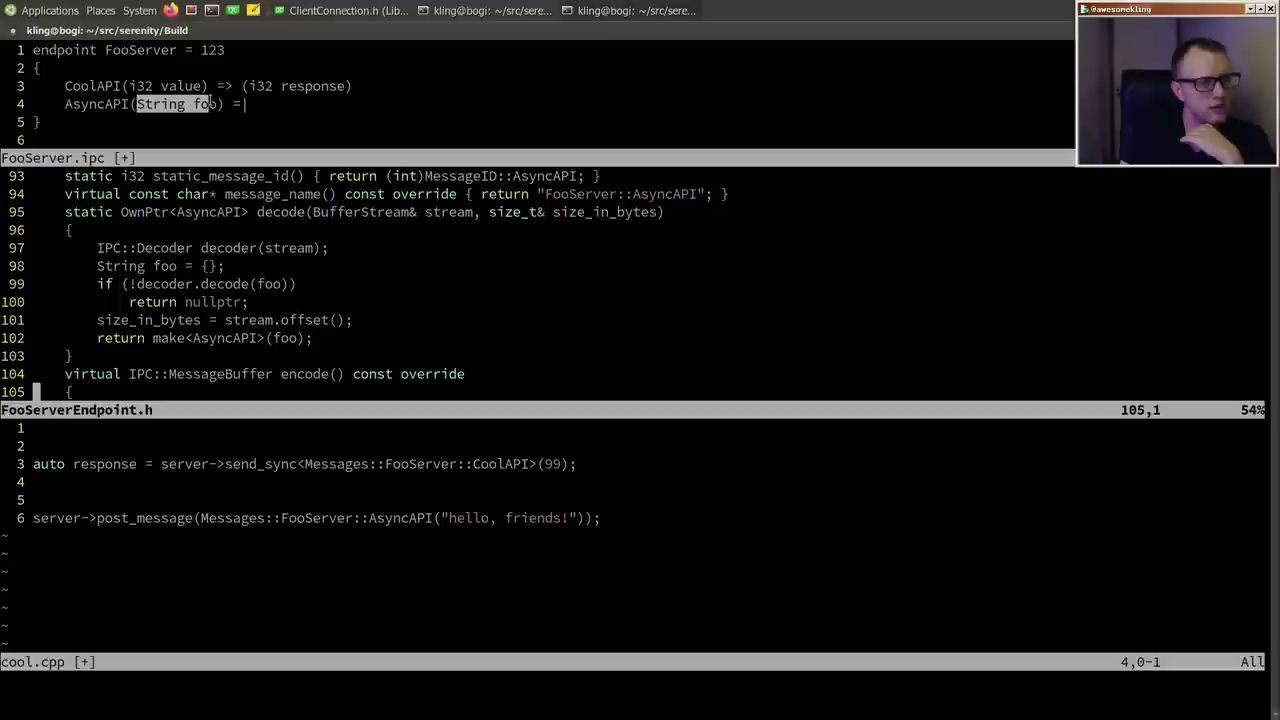 Applications Places System ClientConnection.h (Lib... kling@bogi: ~/src/sere... kling@bogi: ~/src/sere... @awesomekling
kling@bogi: ~/src/serenity/Build
1 endpoint FooServer = 123
2 {
3 CoolAPI(i32 value) => (i32 response)
4 AsyncAPI(String foo) =|
5 }
6
FooServer.ipc [+]
93 static i32 static_message_id() { return (int)MessageID::AsyncAPI; }
94 virtual const char* message_name() const override { return "FooServer::AsyncAPI"; }
95 static OwnPtr<AsyncAPI> decode(BufferStream& stream, size_t& size_in_bytes)
96 {
97 IPC::Decoder decoder(stream);
98 String foo = {};
99 if (!decoder.decode(foo))
100 return nullptr;
101 size_in_bytes = stream.offset();
102 return make<AsyncAPI>(foo);
103 }
104 virtual IPC::MessageBuffer encode() const override
105 {
FooServerEndpoint.h 105,1 54%
1
2
3 auto response = server->send_sync<Messages::FooServer::CoolAPI>(99);
4
5
6 server->post_message(Messages::FooServer::AsyncAPI("hello, friends!"));
~
~
~
~
~
~
~
cool.cpp [+] 4,0-1 All